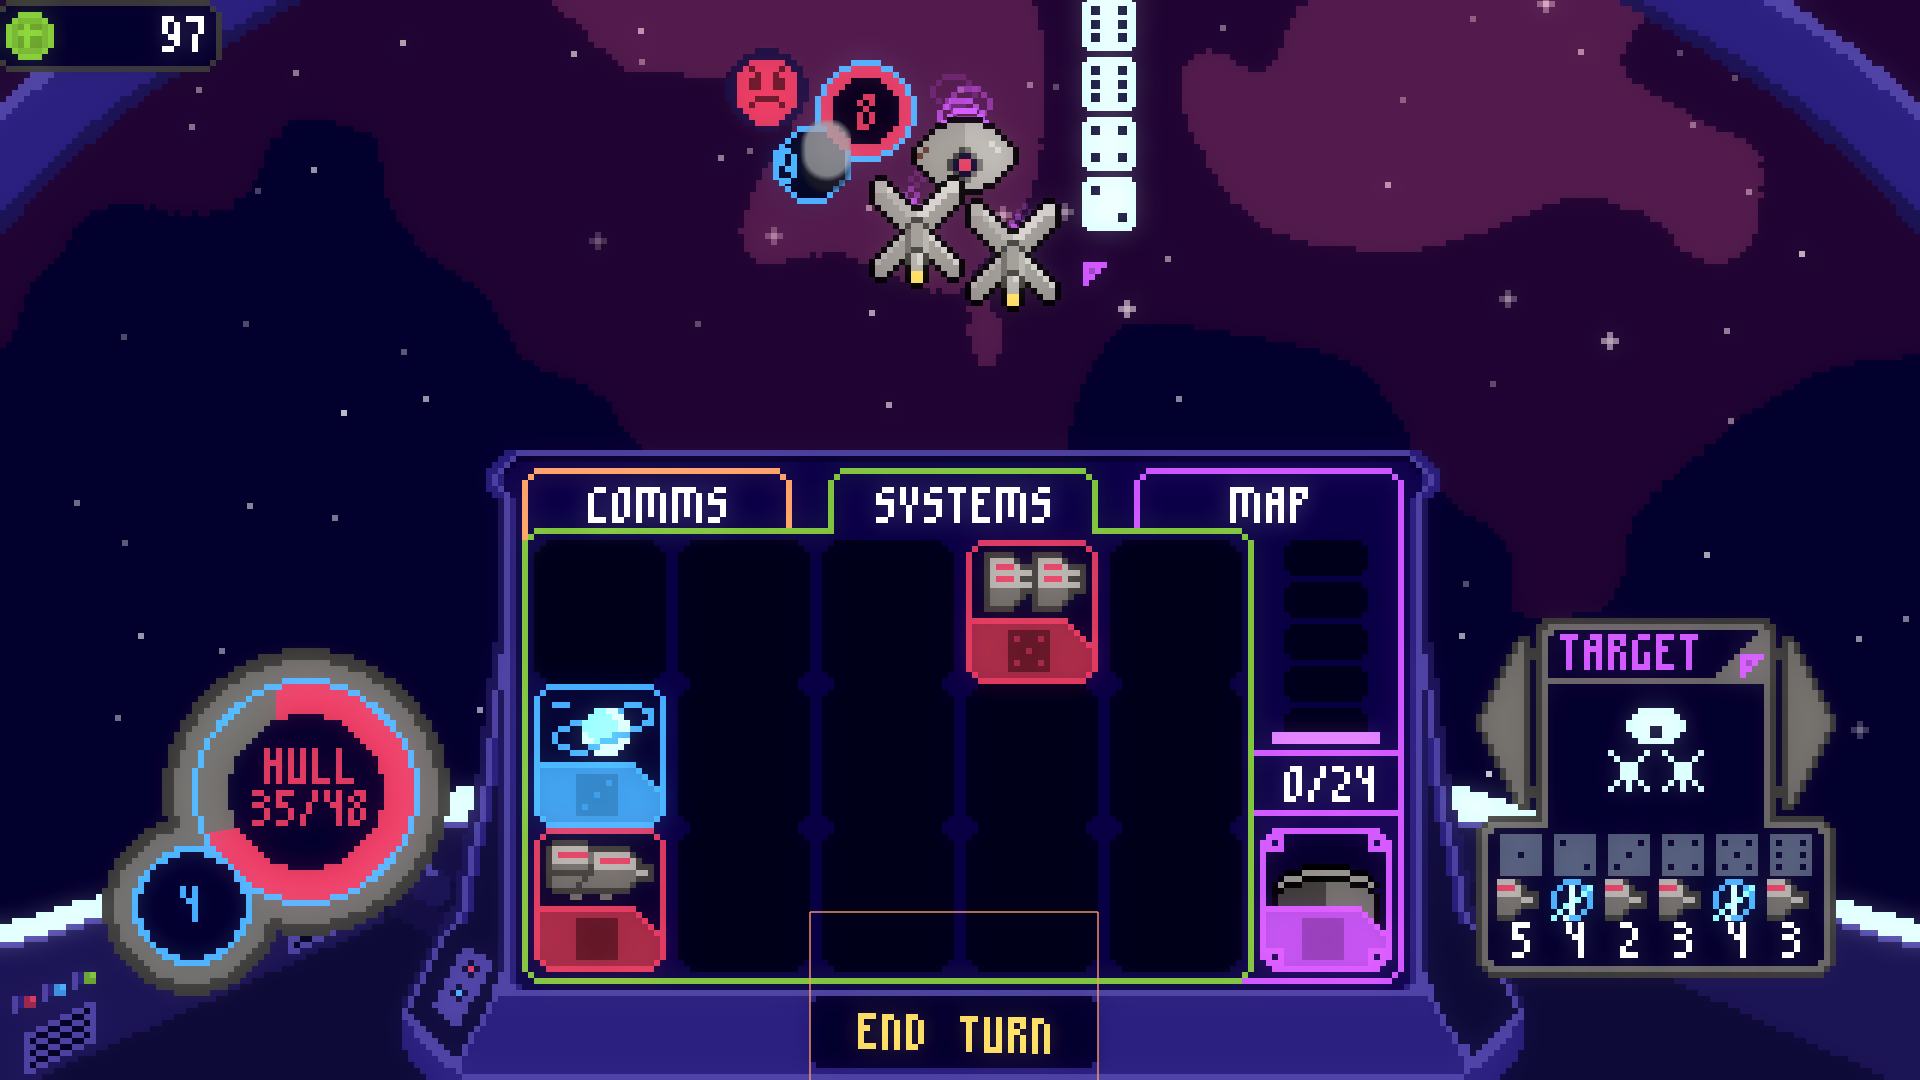 97
8
COMMS SYSTEMS MAP
TARGET
HULL
35/48
0/24
4
5 4 2 3 4 3
END TURN